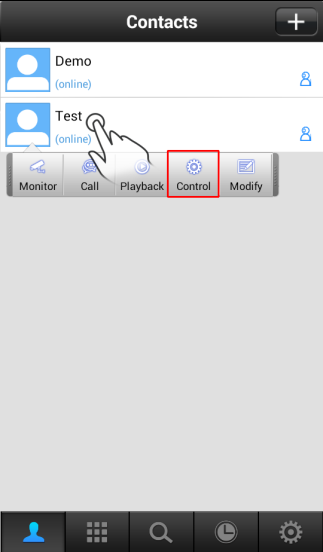 Contacts
Demo
(online)
Test
(online)
Monitor Call Playback Control Modify